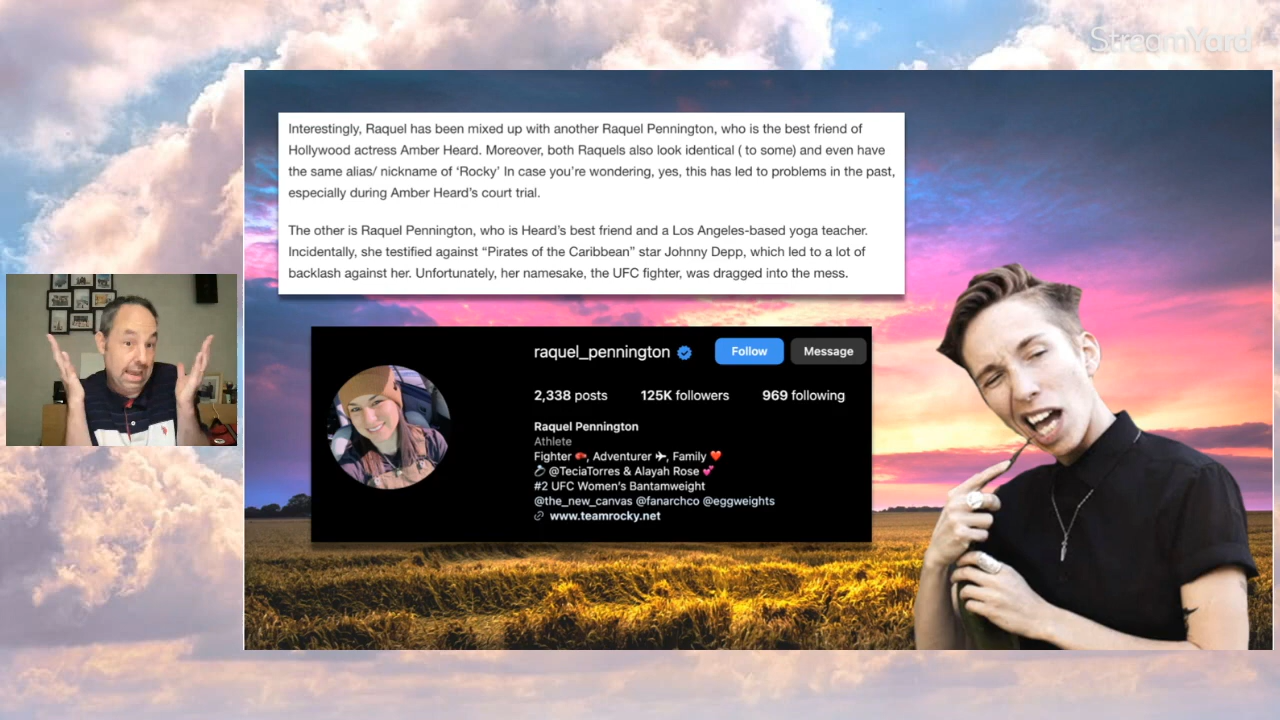 StreamYard
Interestingly, Raquel has been mixed up with another Raquel Pennington, who is the best friend of
Hollywood actress Amber Heard. Moreover, both Raquels also look identical ( to some) and even have
the same alias/ nickname of ‘Rocky’ In case you’re wondering, yes, this has led to problems in the past,
especially during Amber Heard’s court trial.
The other is Raquel Pennington, who is Heard’s best friend and a Los Angeles-based yoga teacher.
Incidentally, she testified against “Pirates of the Caribbean” star Johnny Depp, which led to a lot of
backlash against her. Unfortunately, her namesake, the UFC fighter, was dragged into the mess.
raquel_pennington Follow Message
2,338 posts 125K followers 969 following
Raquel Pennington
Athlete
Fighter 🥊, Adventurer ✈, Family ❤️
💍 @TeciaTorres & Alayah Rose 💕
#2 UFC Women’s Bantamweight
@the_new_canvas @fanarchco @eggweights
www.teamrocky.net